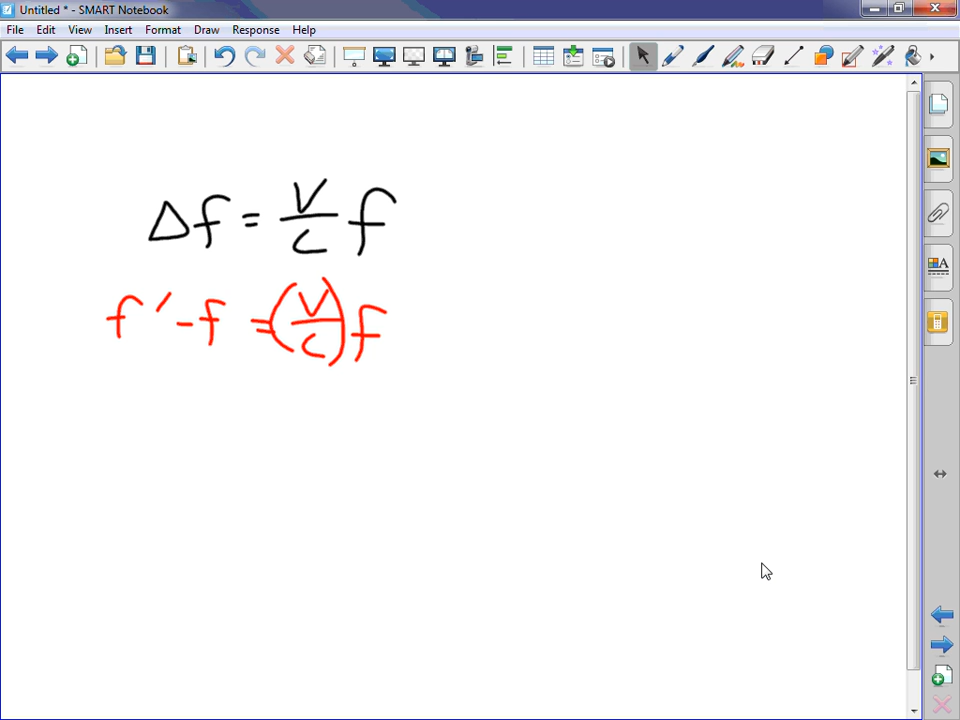 Untitled * - SMART Notebook
File Edit View Insert Format Draw Response Help
Δf = v/c f
f' - f = (v/c) f